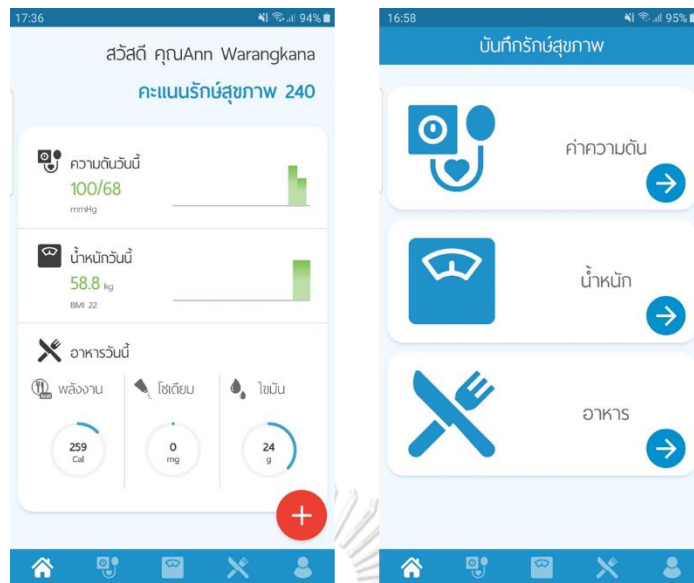 17:36
94%
สวัสดี คุณAnn Warangkana
คะแนนรักษ์สุขภาพ 240
ความดันวันนี้
100/68
mmHg
น้ำหนักวันนี้
58.8 kg
BMI 22
อาหารวันนี้
พลังงาน
โซเดียม
ไขมัน
259
Cal
0
mg
24
g
+
16:58
95%
บันทึกรักษ์สุขภาพ
ค่าความดัน
น้ำหนัก
อาหาร